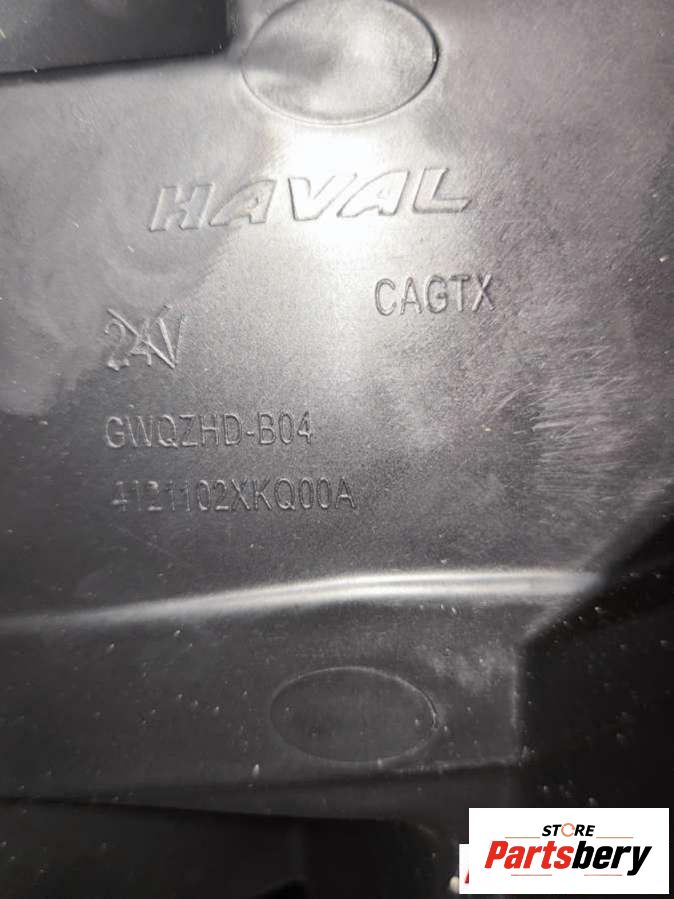 HAVAL
CAGTX
24V
GWQZHD-B04
4121102XKQ00A
STORE
Partsbery